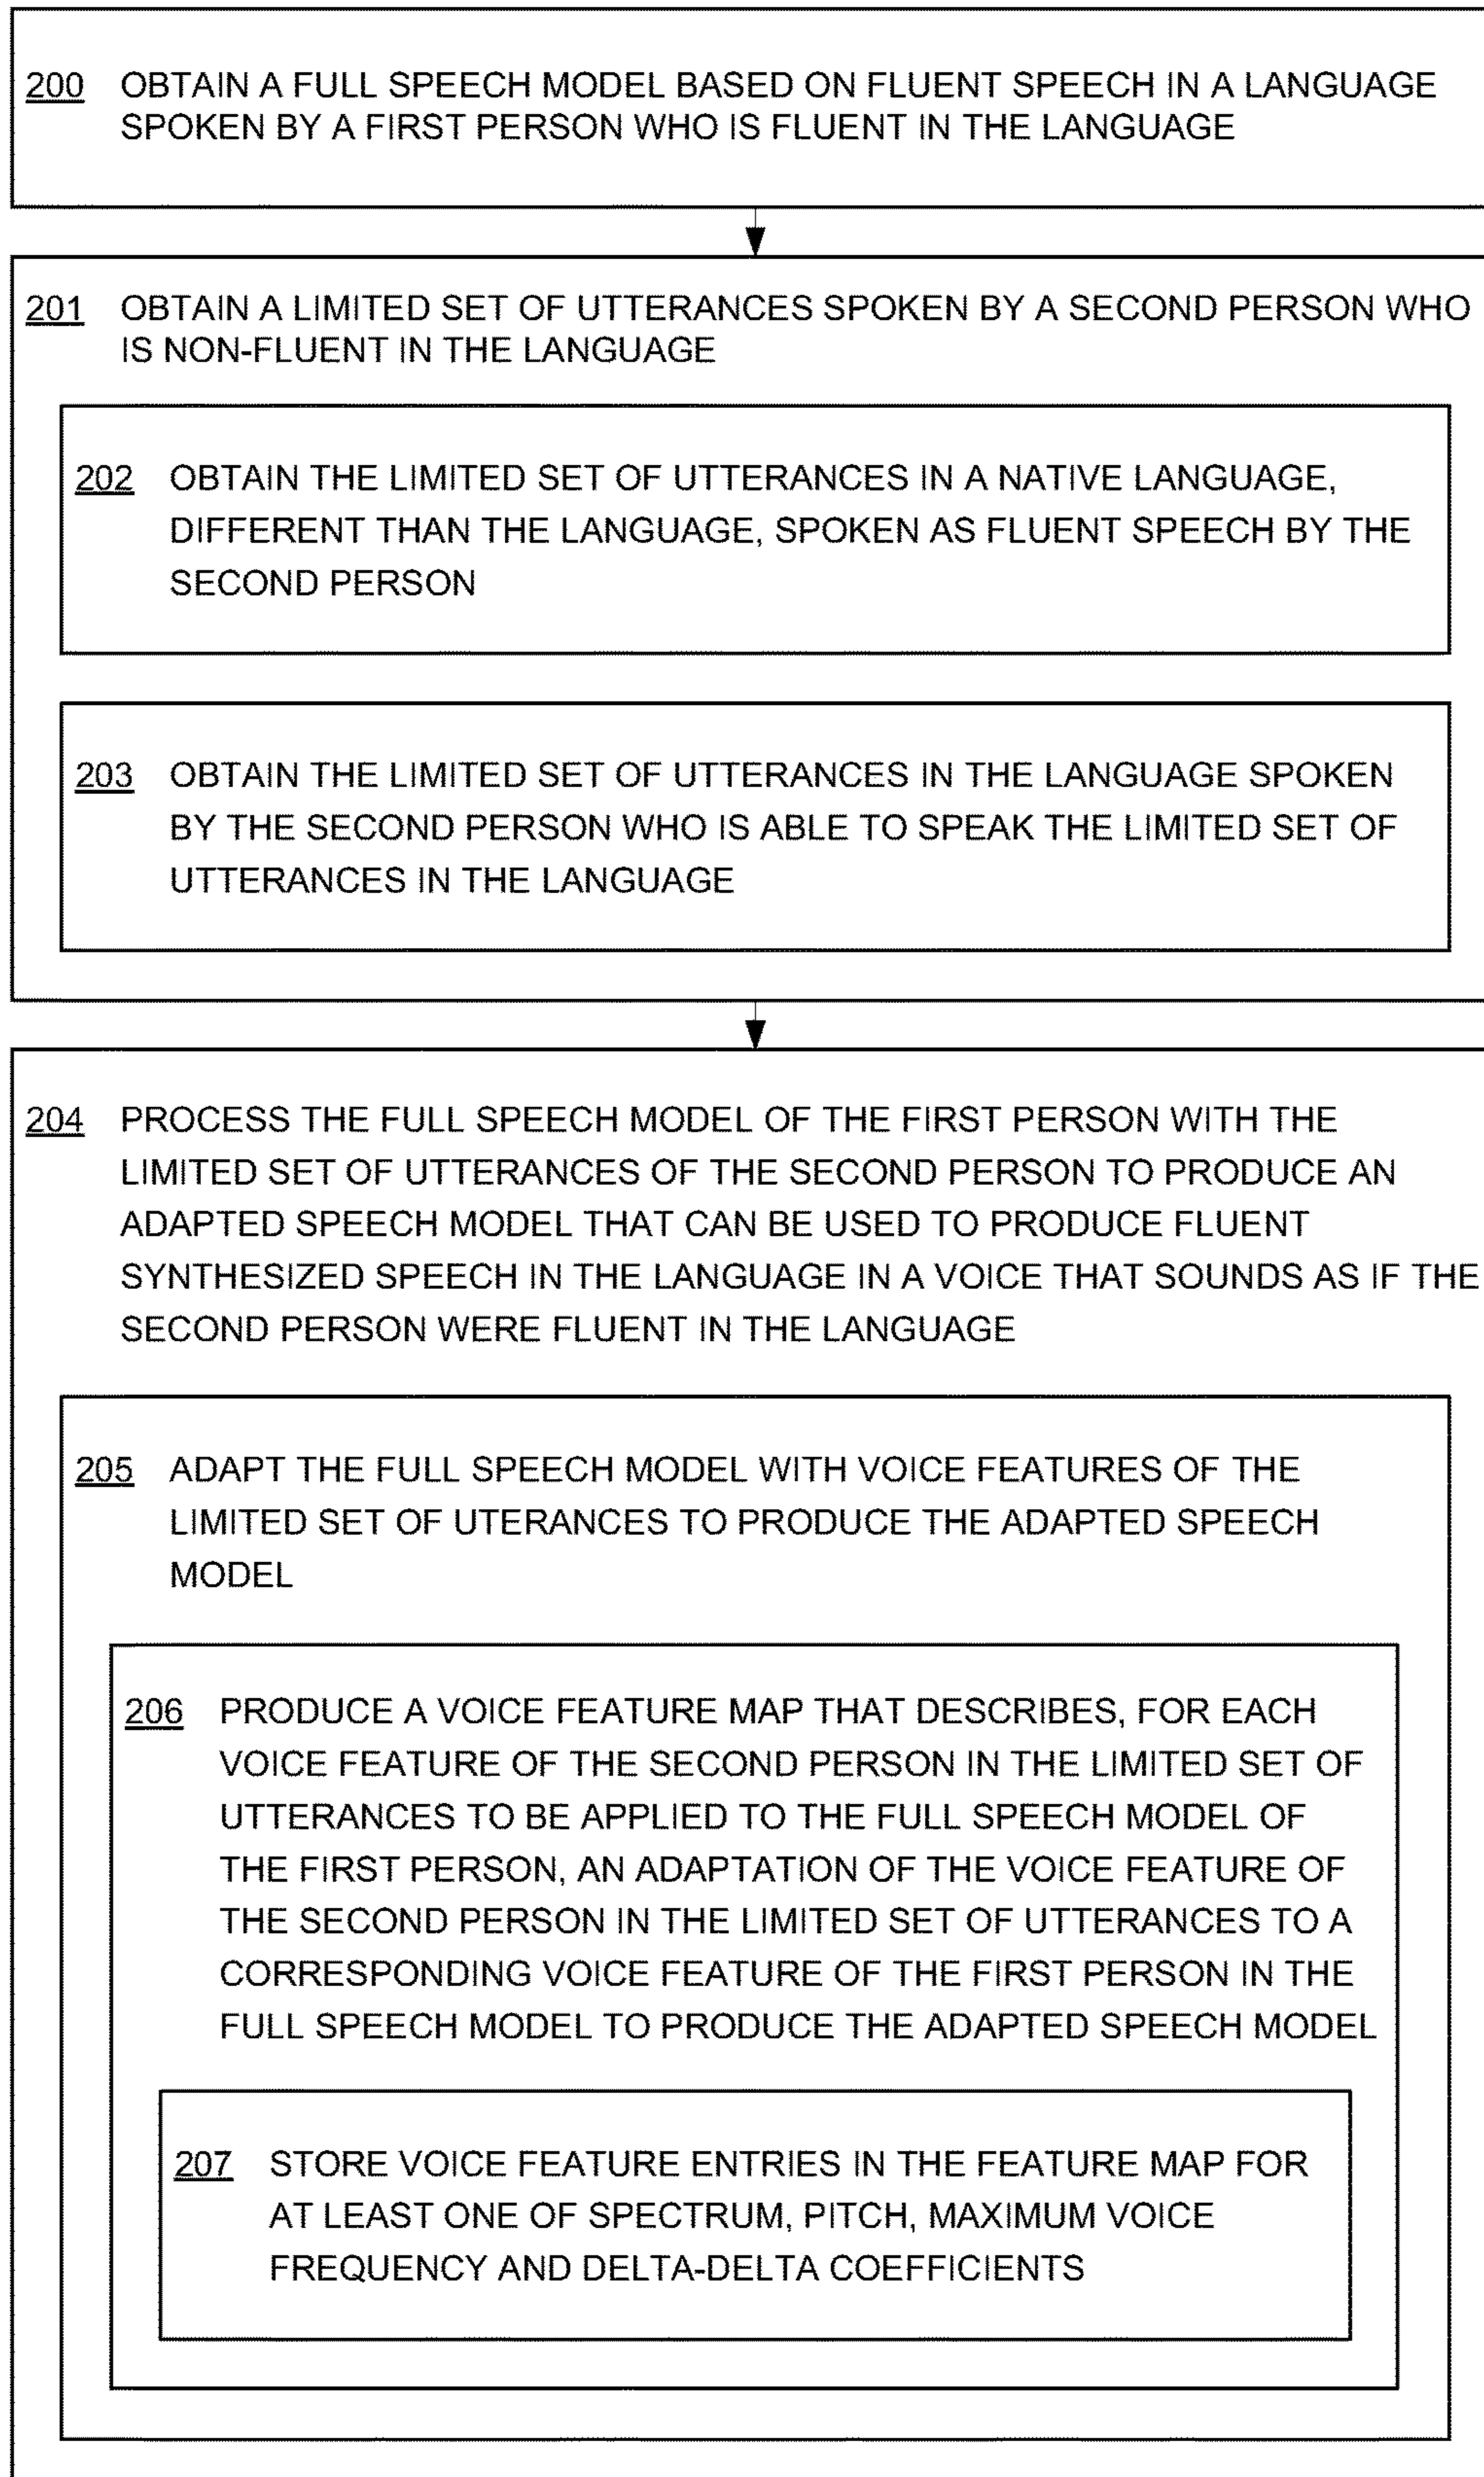 200 OBTAIN A FULL SPEECH MODEL BASED ON FLUENT SPEECH IN A LANGUAGE
SPOKEN BY A FIRST PERSON WHO IS FLUENT IN THE LANGUAGE
201 OBTAIN A LIMITED SET OF UTTERANCES SPOKEN BY A SECOND PERSON WHO
IS NON-FLUENT IN THE LANGUAGE
202 OBTAIN THE LIMITED SET OF UTTERANCES IN A NATIVE LANGUAGE,
DIFFERENT THAN THE LANGUAGE, SPOKEN AS FLUENT SPEECH BY THE
SECOND PERSON
203 OBTAIN THE LIMITED SET OF UTTERANCES IN THE LANGUAGE SPOKEN
BY THE SECOND PERSON WHO IS ABLE TO SPEAK THE LIMITED SET OF
UTTERANCES IN THE LANGUAGE
204 PROCESS THE FULL SPEECH MODEL OF THE FIRST PERSON WITH THE
LIMITED SET OF UTTERANCES OF THE SECOND PERSON TO PRODUCE AN
ADAPTED SPEECH MODEL THAT CAN BE USED TO PRODUCE FLUENT
SYNTHESIZED SPEECH IN THE LANGUAGE IN A VOICE THAT SOUNDS AS IF THE
SECOND PERSON WERE FLUENT IN THE LANGUAGE
205 ADAPT THE FULL SPEECH MODEL WITH VOICE FEATURES OF THE
LIMITED SET OF UTERANCES TO PRODUCE THE ADAPTED SPEECH
MODEL
206 PRODUCE A VOICE FEATURE MAP THAT DESCRIBES, FOR EACH
VOICE FEATURE OF THE SECOND PERSON IN THE LIMITED SET OF
UTTERANCES TO BE APPLIED TO THE FULL SPEECH MODEL OF
THE FIRST PERSON, AN ADAPTATION OF THE VOICE FEATURE OF
THE SECOND PERSON IN THE LIMITED SET OF UTTERANCES TO A
CORRESPONDING VOICE FEATURE OF THE FIRST PERSON IN THE
FULL SPEECH MODEL TO PRODUCE THE ADAPTED SPEECH MODEL
207 STORE VOICE FEATURE ENTRIES IN THE FEATURE MAP FOR
AT LEAST ONE OF SPECTRUM, PITCH, MAXIMUM VOICE
FREQUENCY AND DELTA-DELTA COEFFICIENTS